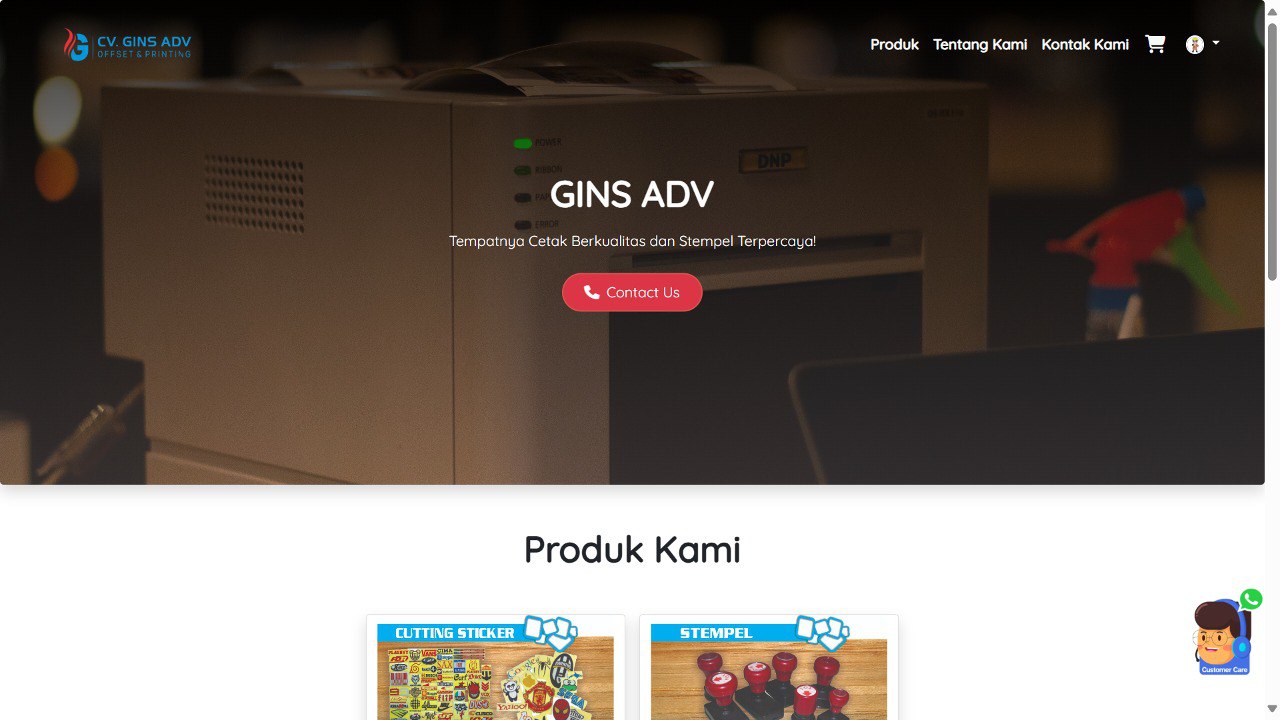 CV. GINS ADV
OFFSET & PRINTING
Produk
Tentang Kami
Kontak Kami
POWER
RIBBON
ERROR
DNP
GINS ADV
Tempatnya Cetak Berkualitas dan Stempel Terpercaya!
Contact Us
Produk Kami
CUTTING STICKER
STEMPEL
YAHOO!
Customer Care